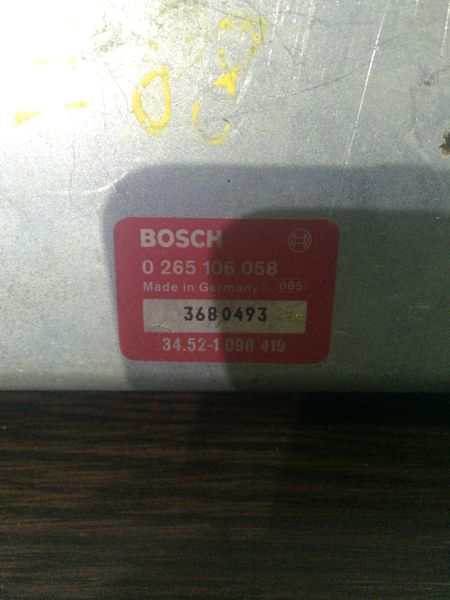 BOSCH
0 265 106 058
Made in Germany (085)
3680493
34.52-1 090 419